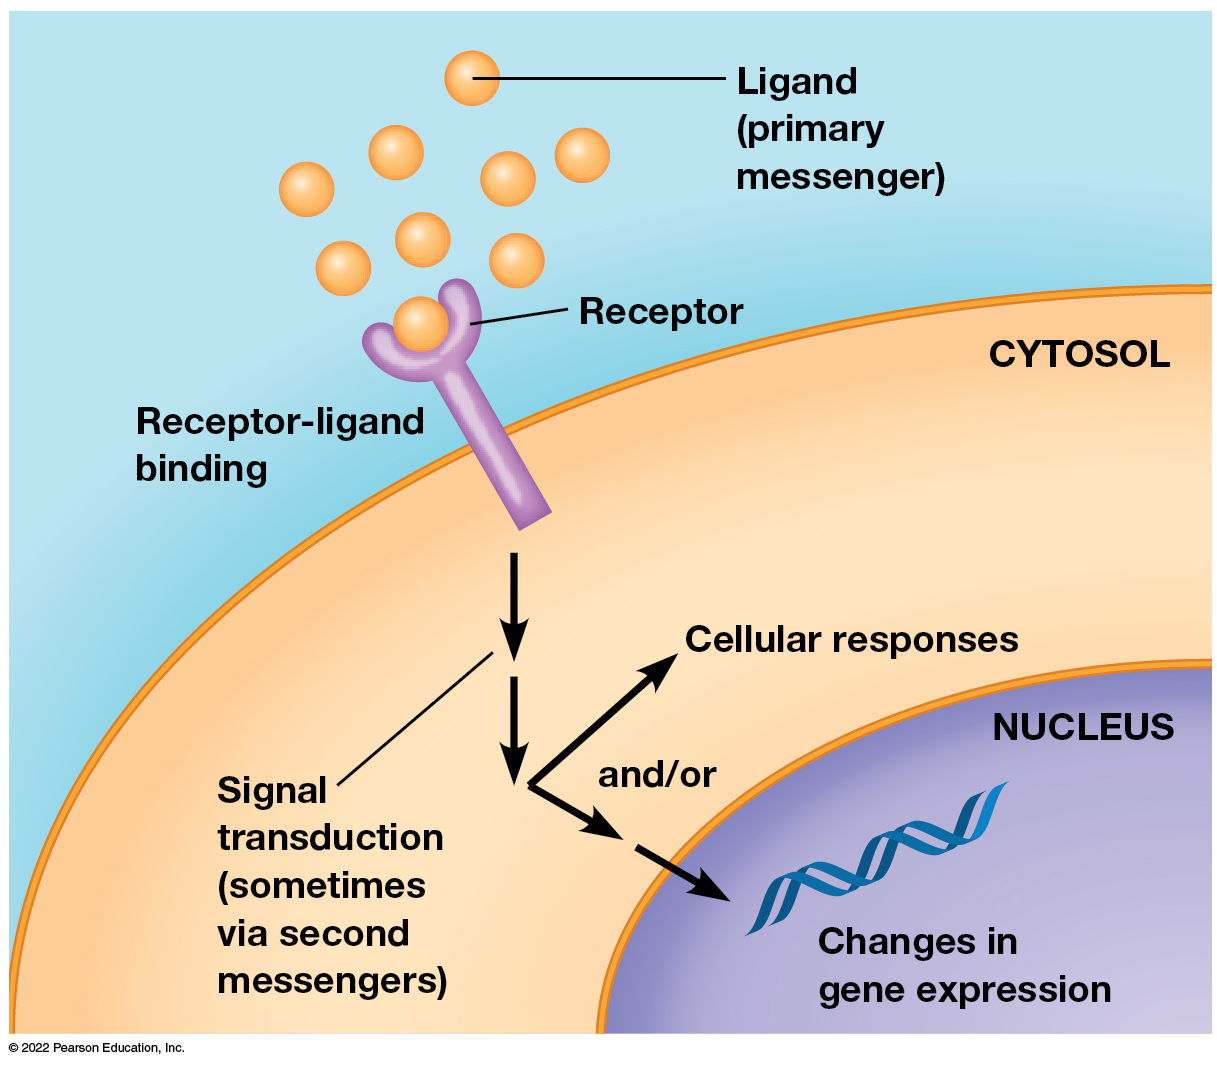 Ligand
(primary
messenger)
Receptor
CYTOSOL
Receptor-ligand
binding
Cellular responses
NUCLEUS
and/or
Signal
transduction
(sometimes
via second
messengers)
Changes in
gene expression
© 2022 Pearson Education, Inc.